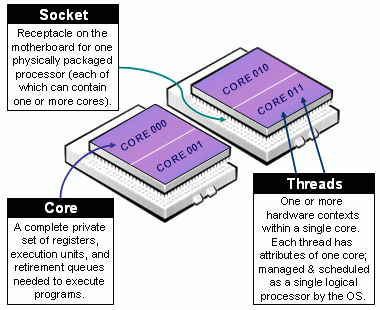 Socket
Receptacle on the
motherboard for one
physically packaged
processor (each of
which can contain
one or more cores).
CORE 010
CORE 011
CORE 000
CORE 001
Core
A complete private
set of registers,
execution units, and
retirement queues
needed to execute
programs.
Threads
One or more
hardware contexts
within a single core.
Each thread has
attributes of one core;
managed & scheduled
as a single logical
processor by the OS.